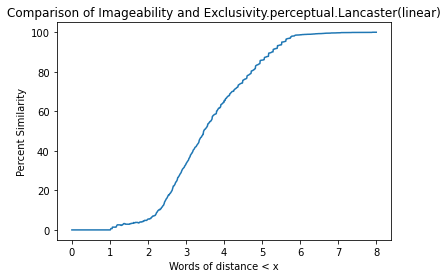 Comparison of Imageability and Exclusivity.perceptual.Lancaster(linear)
100
80
60
40
20
0
Percent Similarity
0 1 2 3 4 5 6 7 8
Words of distance < x